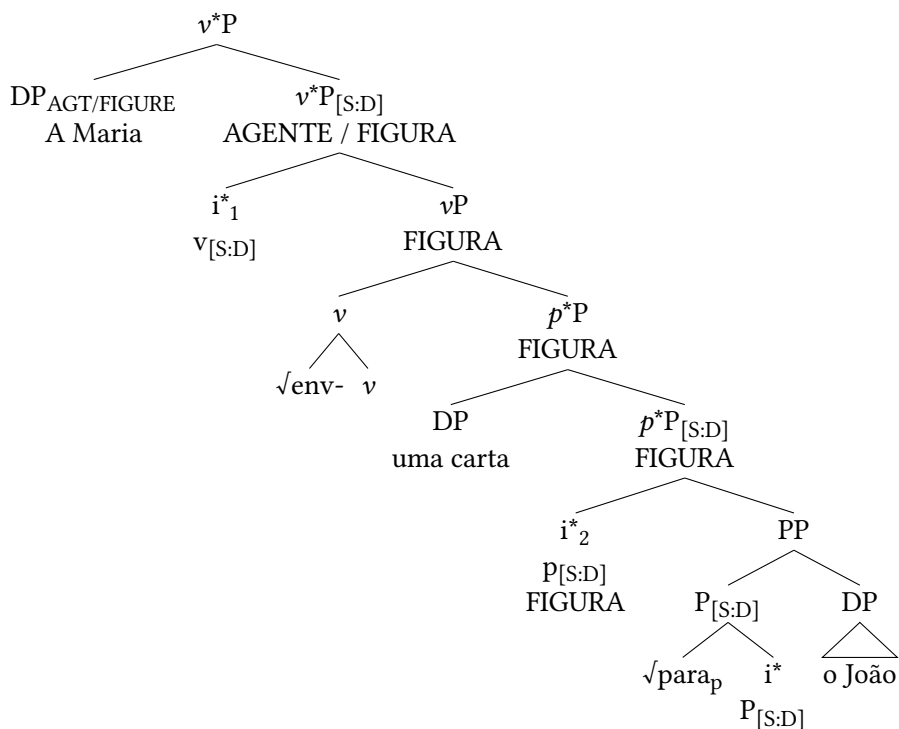 v*P
DP_AGT/FIGURE v*P_[S:D]
A Maria AGENTE / FIGURA
i*_1 vP
v_[S:D] FIGURA
v p*P
FIGURA
√env- v
DP p*P_[S:D]
uma carta FIGURA
i*_2 PP
p_[S:D]
FIGURA P_[S:D] DP
√para_p i* o João
P_[S:D]